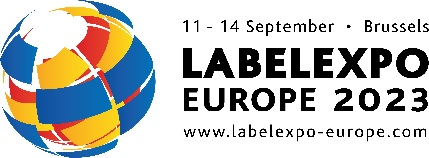 11 - 14 September • Brussels
LABELEXPO
EUROPE 2023
www.labelexpo-europe.com